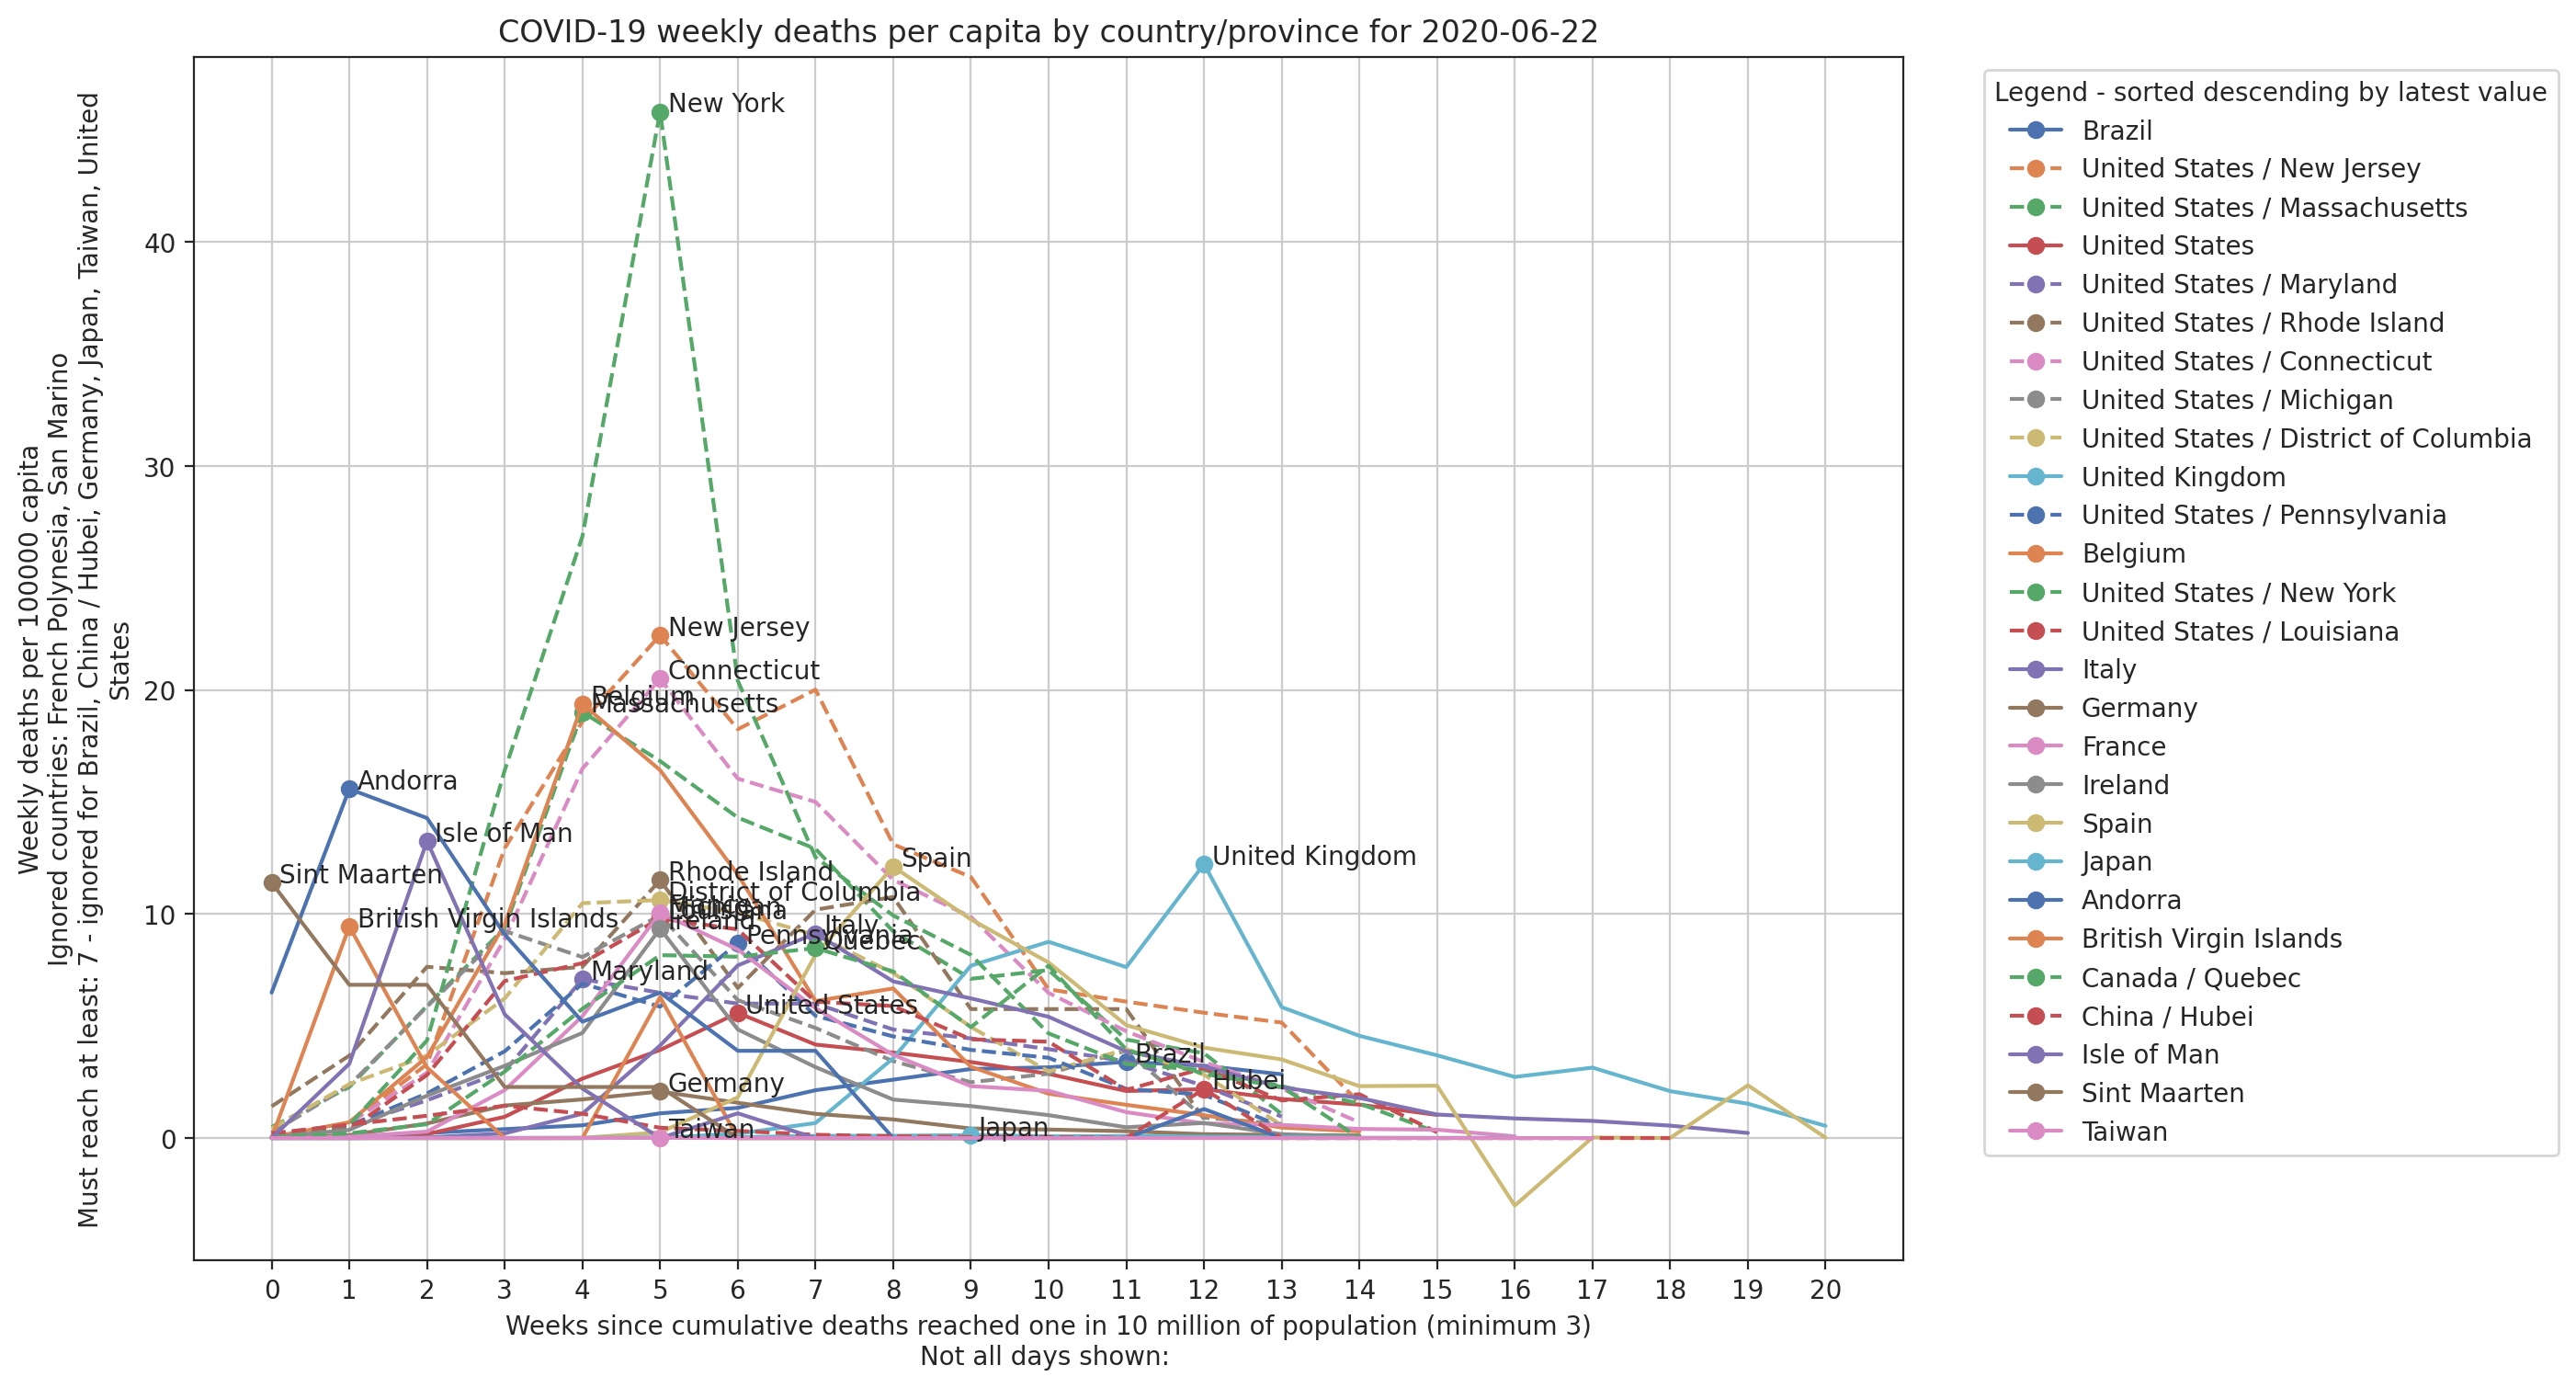 COVID-19 weekly deaths per capita by country/province for 2020-06-22
Weekly deaths per 100000 capita
Ignored countries: French Polynesia, San Marino
Must reach at least: 7 - ignored for Brazil, China / Hubei, Germany, Japan, Taiwan, United
States
40
30
20
10
0
New York
New Jersey
Connecticut
Belgium
Massachusetts
Andorra
Isle of Man
Sint Maarten
British Virgin Islands
Rhode Island
District of Columbia
France
Michigan
Louisiana
Ireland
Spain
United Kingdom
Italy
Pennsylvania
Quebec
Maryland
United States
Brazil
Germany
Hubei
Japan
Taiwan
0 1 2 3 4 5 6 7 8 9 10 11 12 13 14 15 16 17 18 19 20
Weeks since cumulative deaths reached one in 10 million of population (minimum 3)
Not all days shown:
Legend - sorted descending by latest value
Brazil
United States / New Jersey
United States / Massachusetts
United States
United States / Maryland
United States / Rhode Island
United States / Connecticut
United States / Michigan
United States / District of Columbia
United Kingdom
United States / Pennsylvania
Belgium
United States / New York
United States / Louisiana
Italy
Germany
France
Ireland
Spain
Japan
Andorra
British Virgin Islands
Canada / Quebec
China / Hubei
Isle of Man
Sint Maarten
Taiwan